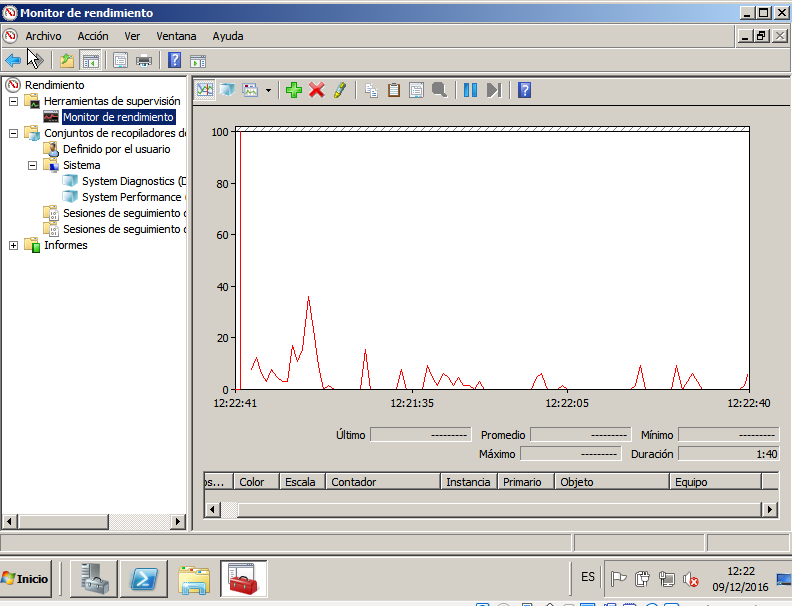 Monitor de rendimiento
Archivo Acción Ver Ventana Ayuda
Rendimiento
Herramientas de supervisión
Monitor de rendimiento
Conjuntos de recopiladores d
Definido por el usuario
Sistema
System Diagnostics (D
System Performance (
Sesiones de seguimiento d
Sesiones de seguimiento d
Informes
100
80
60
40
20
0
12:22:41 12:21:35 12:22:05 12:22:40
Último --------- Promedio --------- Mínimo ---------
Máximo --------- Duración 1:40
os... Color Escala Contador Instancia Primario Objeto Equipo
Inicio
ES
12:22
09/12/2016